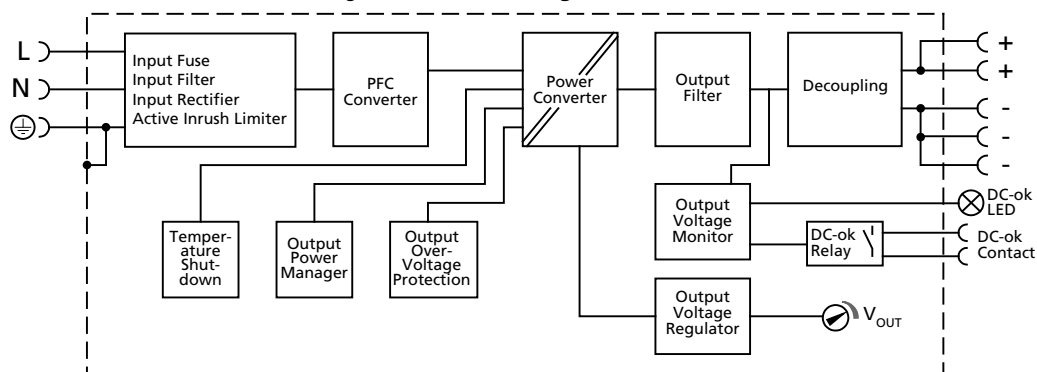 L
N
Input Fuse
Input Filter
Input Rectifier
Active Inrush Limiter
PFC
Converter
Power
Converter
Output
Filter
Decoupling
+
+
-
-
-
Temper-
ature
Shut-
down
Output
Power
Manager
Output
Over-
Voltage
Protection
Output
Voltage
Monitor
DC-ok
Relay
DC-ok
LED
DC-ok
Contact
Output
Voltage
Regulator
VOUT